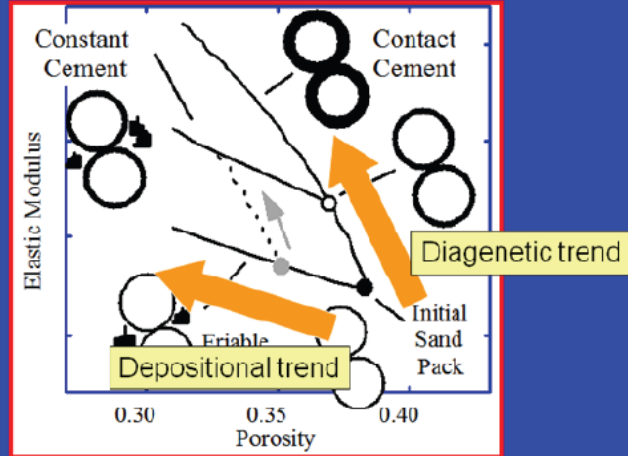 Constant
Cement
Contact
Cement
Elastic Modulus
Diagenetic trend
Initial
Sand
Pack
Friable
Depositional trend
0.30
0.35
0.40
Porosity